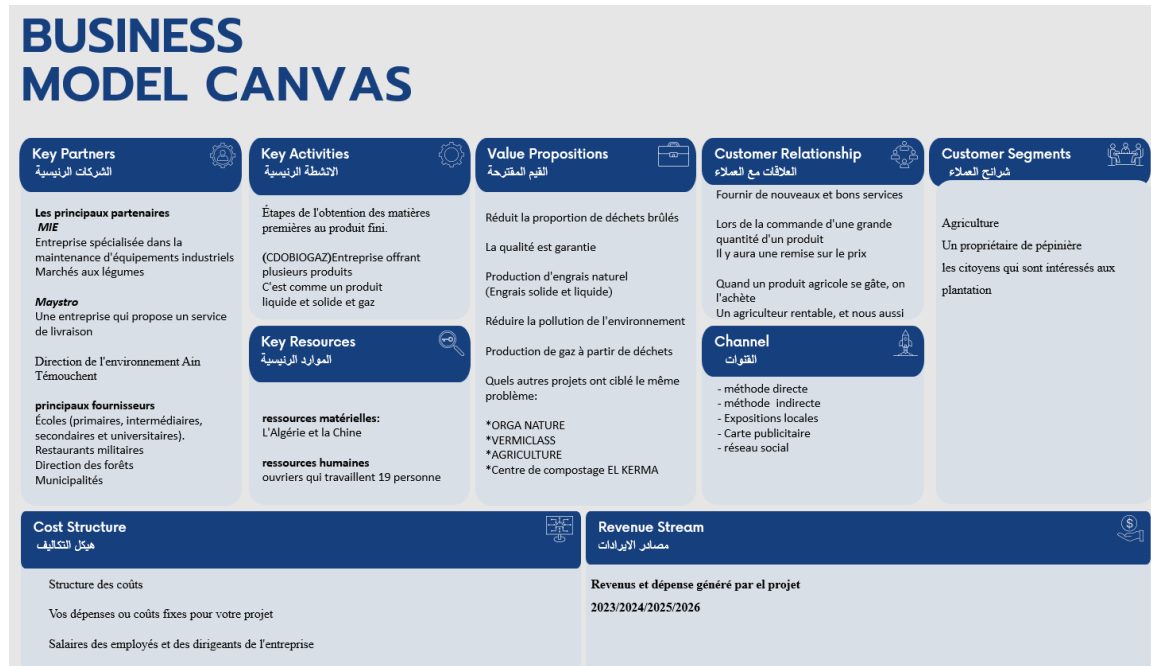 BUSINESS
MODEL CANVAS
Key Partners
الشركات الرئيسية
Les principaux partenaires
MIE
Entreprise spécialisée dans la
maintenance d'équipements industriels
Marchés aux légumes
Maystro
Une entreprise qui propose un service
de livraison
Direction de l'environnement Ain
Témouchent
principaux fournisseurs
Écoles (primaires, intermédiaires,
secondaires et universitaires).
Restaurants militaires
Direction des forêts
Municipalités
Key Activities
الانشطة الرئيسية
Étapes de l'obtention des matières
premières au produit fini.
(CDOBIOGAZ)Entreprise offrant
plusieurs produits
C'est comme un produit
liquide et solide et gaz
Key Resources
الموارد الرئيسية
ressources matérielles:
L'Algérie et la Chine
ressources humaines
ouvriers qui travaillent 19 personne
Value Propositions
القيم المقترحة
Réduit la proportion de déchets brûlés
La qualité est garantie
Production d'engrais naturel
(Engrais solide et liquide)
Réduire la pollution de l'environnement
Production de gaz à partir de déchets
Quels autres projets ont ciblé le même
problème:
*ORGA NATURE
*VERMICLASS
*AGRICULTURE
*Centre de compostage EL KERMA
Customer Relationship
العلاقات مع العملاء
Fournir de nouveaux et bons services
Lors de la commande d'une grande
quantité d'un produit
Il y aura une remise sur le prix
Quand un produit agricole se gâte, on
l'achète
Un agriculteur rentable, et nous aussi
Channel
القنوات
- méthode directe
- méthode indirecte
- Expositions locales
- Carte publicitaire
- réseau social
Customer Segments
شرائح العملاء
Agriculture
Un propriétaire de pépinière
les citoyens qui sont intéressés aux
plantation
Cost Structure
هيكل التكاليف
Structure des coûts
Vos dépenses ou coûts fixes pour votre projet
Salaires des employés et des dirigeants de l'entreprise
Revenue Stream
مصادر الايرادات
Revenus et dépense généré par el projet
2023/2024/2025/2026